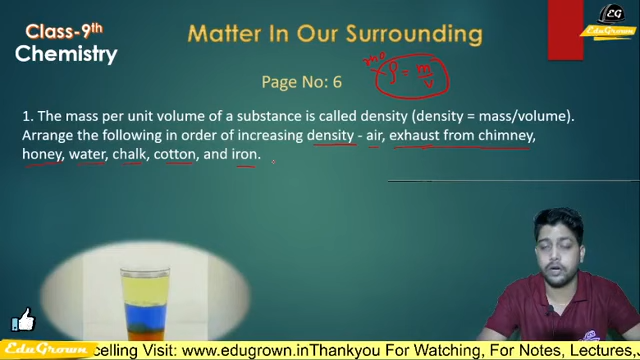 Class-9th
Chemistry
Matter In Our Surrounding
EG
EduGrown
Page No: 6
ρ = m/v
1. The mass per unit volume of a substance is called density (density = mass/volume).
Arrange the following in order of increasing density - air, exhaust from chimney,
honey, water, chalk, cotton, and iron.
EduGrown
celling Visit: www.edugrown.inThankyou For Watching, For Notes, Lectures,